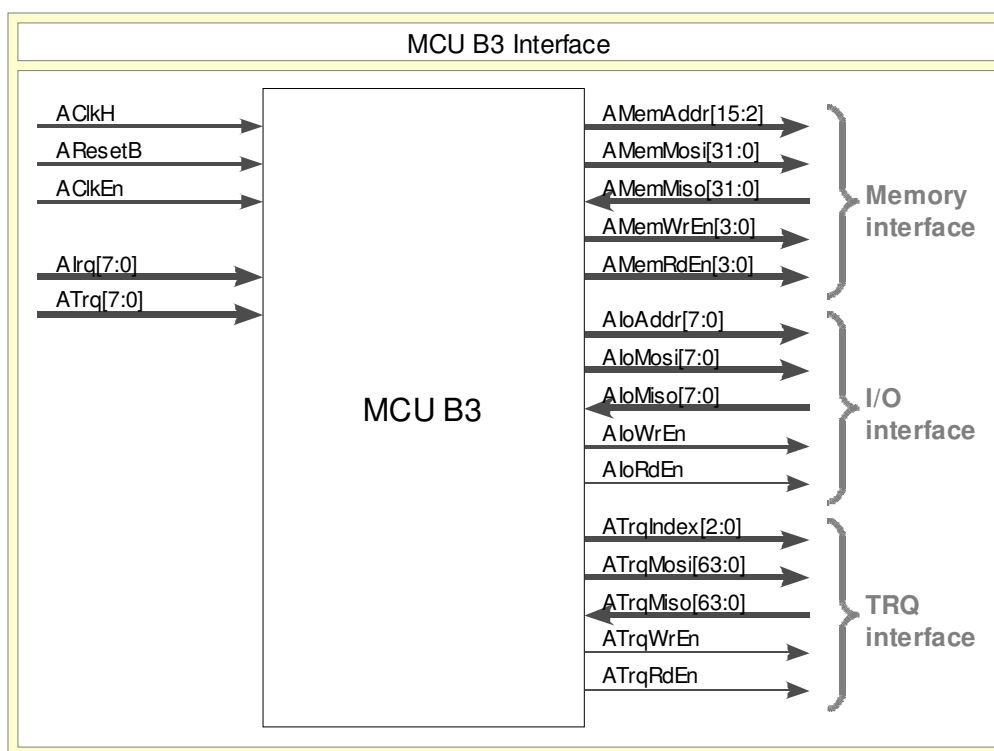 MCU B3 Interface
AClkH
AResetB
AClkEn
AIrq[7:0]
ATrq[7:0]
MCU B3
AMemAddr[15:2]
AMemMosi[31:0]
AMemMiso[31:0]
AMemWrEn[3:0]
AMemRdEn[3:0]
Memory
interface
AIoAddr[7:0]
AIoMosi[7:0]
AIoMiso[7:0]
AIoWrEn
AIoRdEn
I/O
interface
ATrqIndex[2:0]
ATrqMosi[63:0]
ATrqMiso[63:0]
ATrqWrEn
ATrqRdEn
TRQ
interface